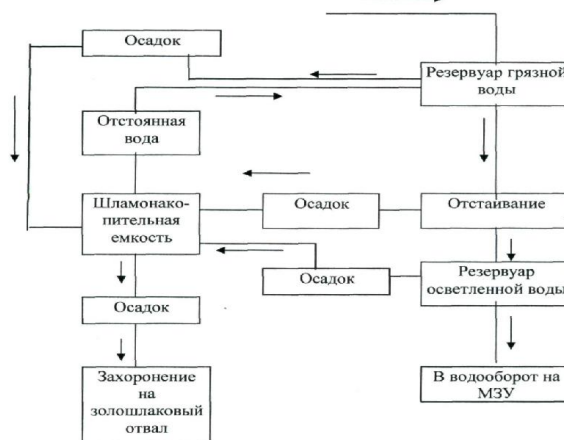 Осадок
Резервуар грязной
воды
Отстоянная
вода
Шламонако-
пительная
емкость
Осадок
Отстаивание
Осадок
Резервуар
осветленной воды
Осадок
Захоронение
на
золошлаковый
отвал
В водооборот на
МЗУ